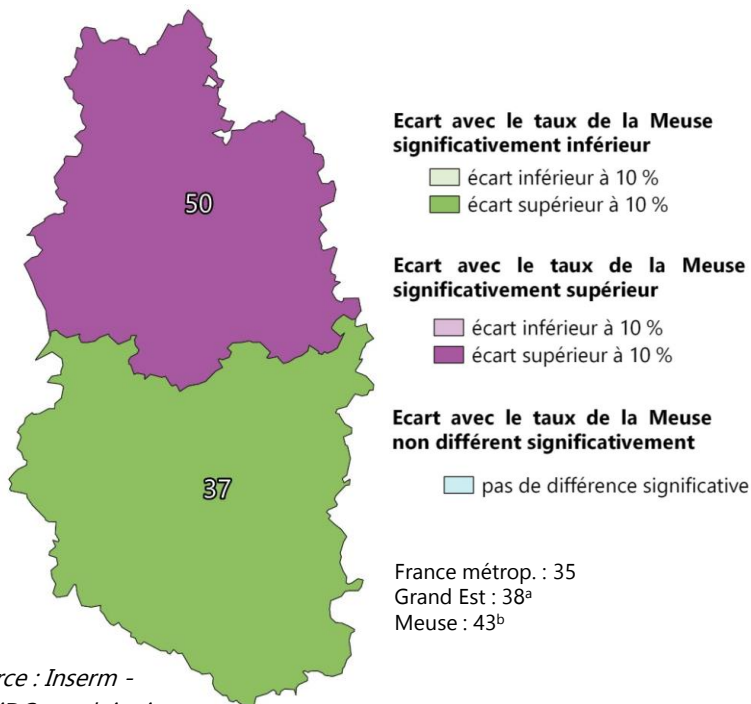 50
37
Ecart avec le taux de la Meuse
significativement inférieur
écart inférieur à 10 %
écart supérieur à 10 %
Ecart avec le taux de la Meuse
significativement supérieur
écart inférieur à 10 %
écart supérieur à 10 %
Ecart avec le taux de la Meuse
non différent significativement
pas de différence significative
France métrop. : 35
Grand Est : 38ᵃ
Meuse : 43ᵇ
: Inserm -